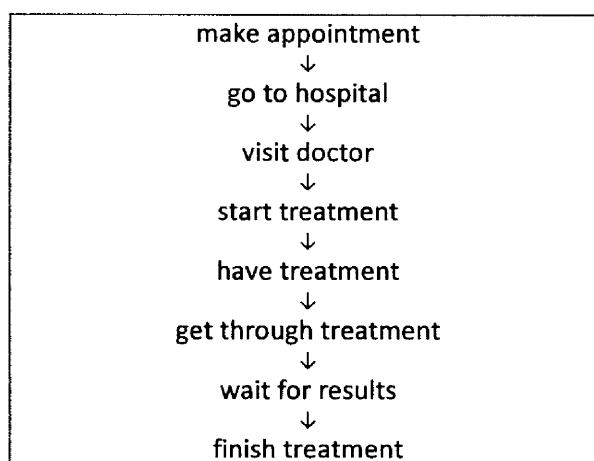 make appointment
↓
go to hospital
↓
visit doctor
↓
start treatment
↓
have treatment
↓
get through treatment
↓
wait for results
↓
finish treatment